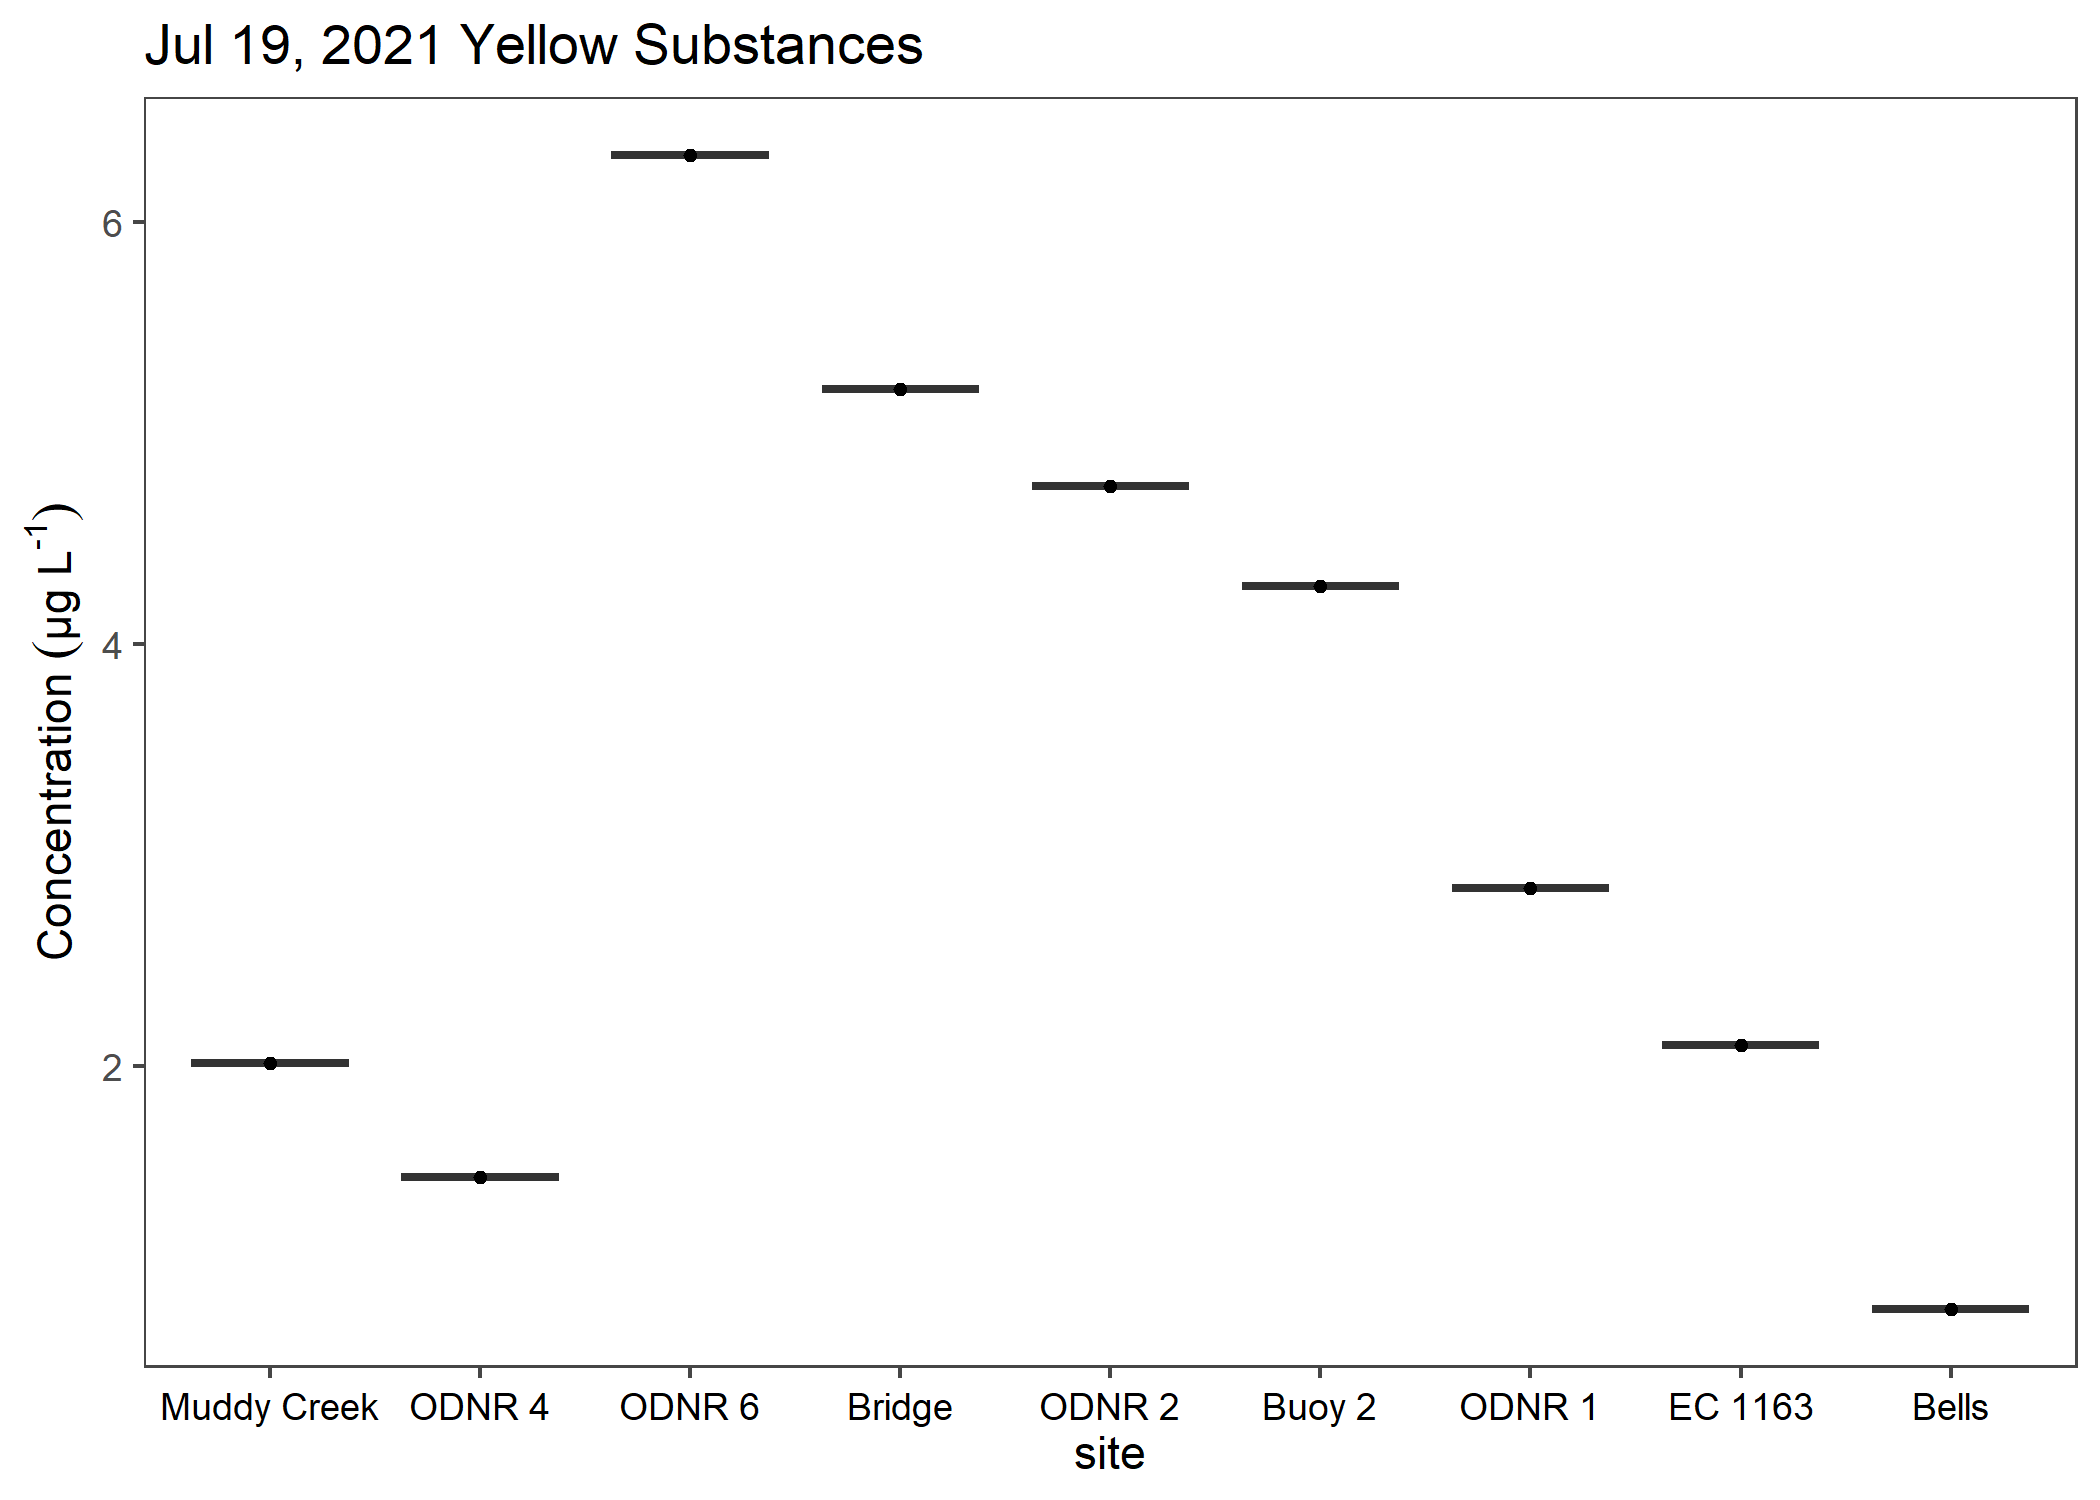 Jul 19, 2021 Yellow Substances
Concentration (µg L⁻¹)
6
4
2
Muddy Creek ODNR 4 ODNR 6 Bridge ODNR 2 Buoy 2 ODNR 1 EC 1163 Bells
site